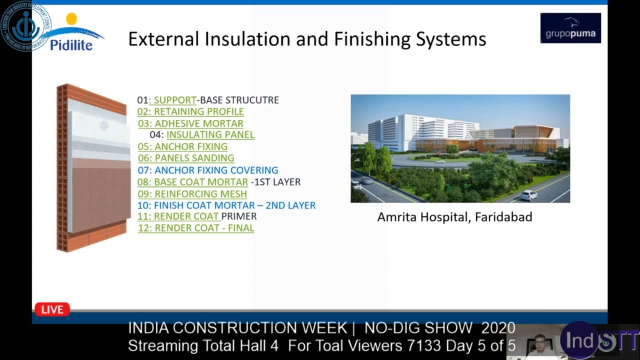 Pidilite
External Insulation and Finishing Systems
grupopuma
01: SUPPORT-BASE STRUCUTRE
02: RETAINING PROFILE
03: ADHESIVE MORTAR
04: INSULATING PANEL
05: ANCHOR FIXING
06: PANELS SANDING
07: ANCHOR FIXING COVERING
08: BASE COAT MORTAR -1ST LAYER
09: REINFORCING MESH
10: FINISH COAT MORTAR – 2ND LAYER
11: RENDER COAT PRIMER
12: RENDER COAT - FINAL
Amrita Hospital, Faridabad
LIVE
INDIA CONSTRUCTION WEEK | NO-DIG SHOW 2020
Streaming Total Hall 4 For Toal Viewers 7133 Day 5 of 5